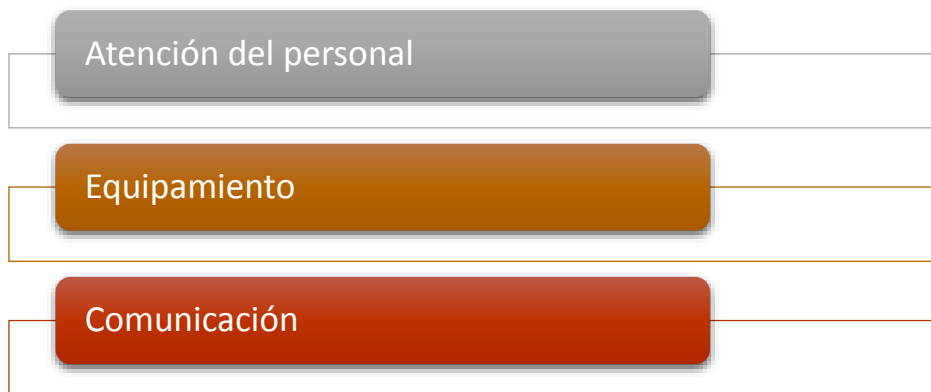 Atención del personal
Equipamiento
Comunicación